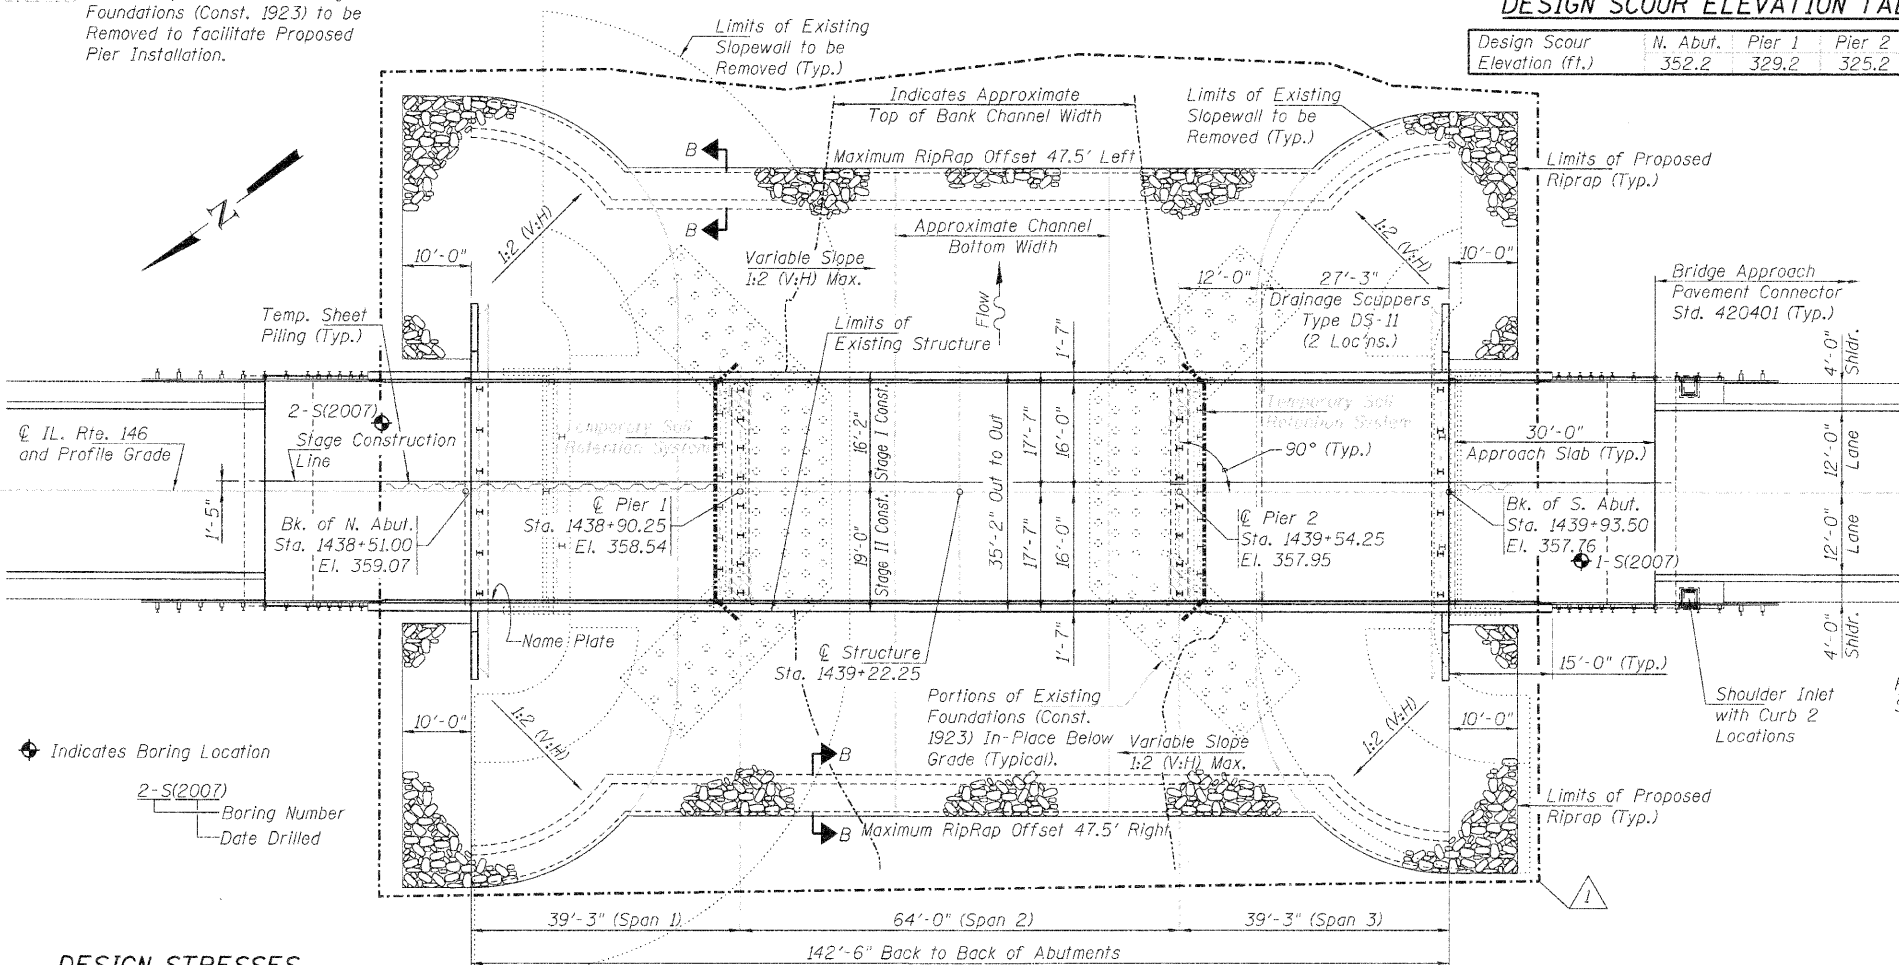 Foundations (Const. 1923) to be
Removed to facilitate Proposed
Pier Installation.
Limits of Existing
Slopewall to be
Removed (Typ.)
DESIGN SCOUR ELEVATION
Design Scour
Elevation (ft.)
N. Abut.
352.2
Pier 1
329.2
Pier 2
325.2
Indicates Approximate
Top of Bank Channel Width
Limits of Existing
Slopewall to be
Removed (Typ.)
B
Maximum RipRap Offset 47.5' Left
Limits of Proposed
Riprap (Typ.)
N
B
1:2 (V:H)
Approximate Channel
Bottom Width
1:2 (V:H)
10'-0"
Variable Slope
1:2 (V:H) Max.
Flow
12'-0"
27'-3"
10'-0"
Drainage Scuppers
Type DS-11
(2 Loc'ns.)
Bridge Approach
Pavement Connector
Std. 420401 (Typ.)
Temp. Sheet
Piling (Typ.)
Limits of
Existing Structure
1'-7"
4'-0"
Shldr.
2-S(2007)
Stage Construction
Line
℄ IL. Rte. 146
and Profile Grade
Temporary Soil
Retention System
16'-2"
Stage I Const.
17'-7"
16'-0"
Temporary Soil
Retention System
90° (Typ.)
30'-0"
Approach Slab (Typ.)
12'-0"
Lane
1'-5"
Bk. of N. Abut.
Sta. 1438+51.00
El. 359.07
℄ Pier 1
Sta. 1438+90.25
El. 358.54
19'-0"
Stage II Const.
35'-2" Out to Out
17'-7"
16'-0"
℄ Pier 2
Sta. 1439+54.25
El. 357.95
Bk. of S. Abut.
Sta. 1439+93.50
El. 357.76
1-S(2007)
12'-0"
Lane
Name Plate
℄ Structure
Sta. 1439+22.25
1'-7"
4'-0"
Shldr.
15'-0" (Typ.)
10'-0"
1:2 (V:H)
Portions of Existing
Foundations (Const.
1923) In-Place Below
Grade (Typical).
Variable Slope
1:2 (V:H) Max.
1:2 (V:H)
10'-0"
Shoulder Inlet
with Curb 2
Locations
Indicates Boring Location
2-S(2007)
Boring Number
Date Drilled
B
B
Maximum RipRap Offset 47.5' Right
Limits of Proposed
Riprap (Typ.)
1
39'-3" (Span 1)
64'-0" (Span 2)
39'-3" (Span 3)
142'-6" Back to Back of Abutments
DESIGN STRESSES